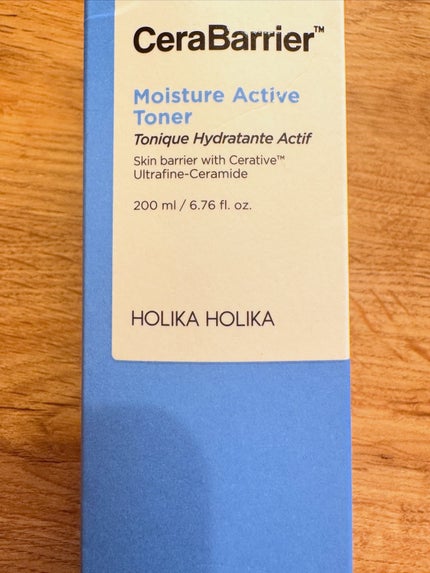 CeraBarrier™
Moisture Active
Toner
Tonique Hydratante Actif
Skin barrier with Cerative™
Ultrafine-Ceramide
200 ml / 6.76 fl. oz.
HOLIKA HOLIKA